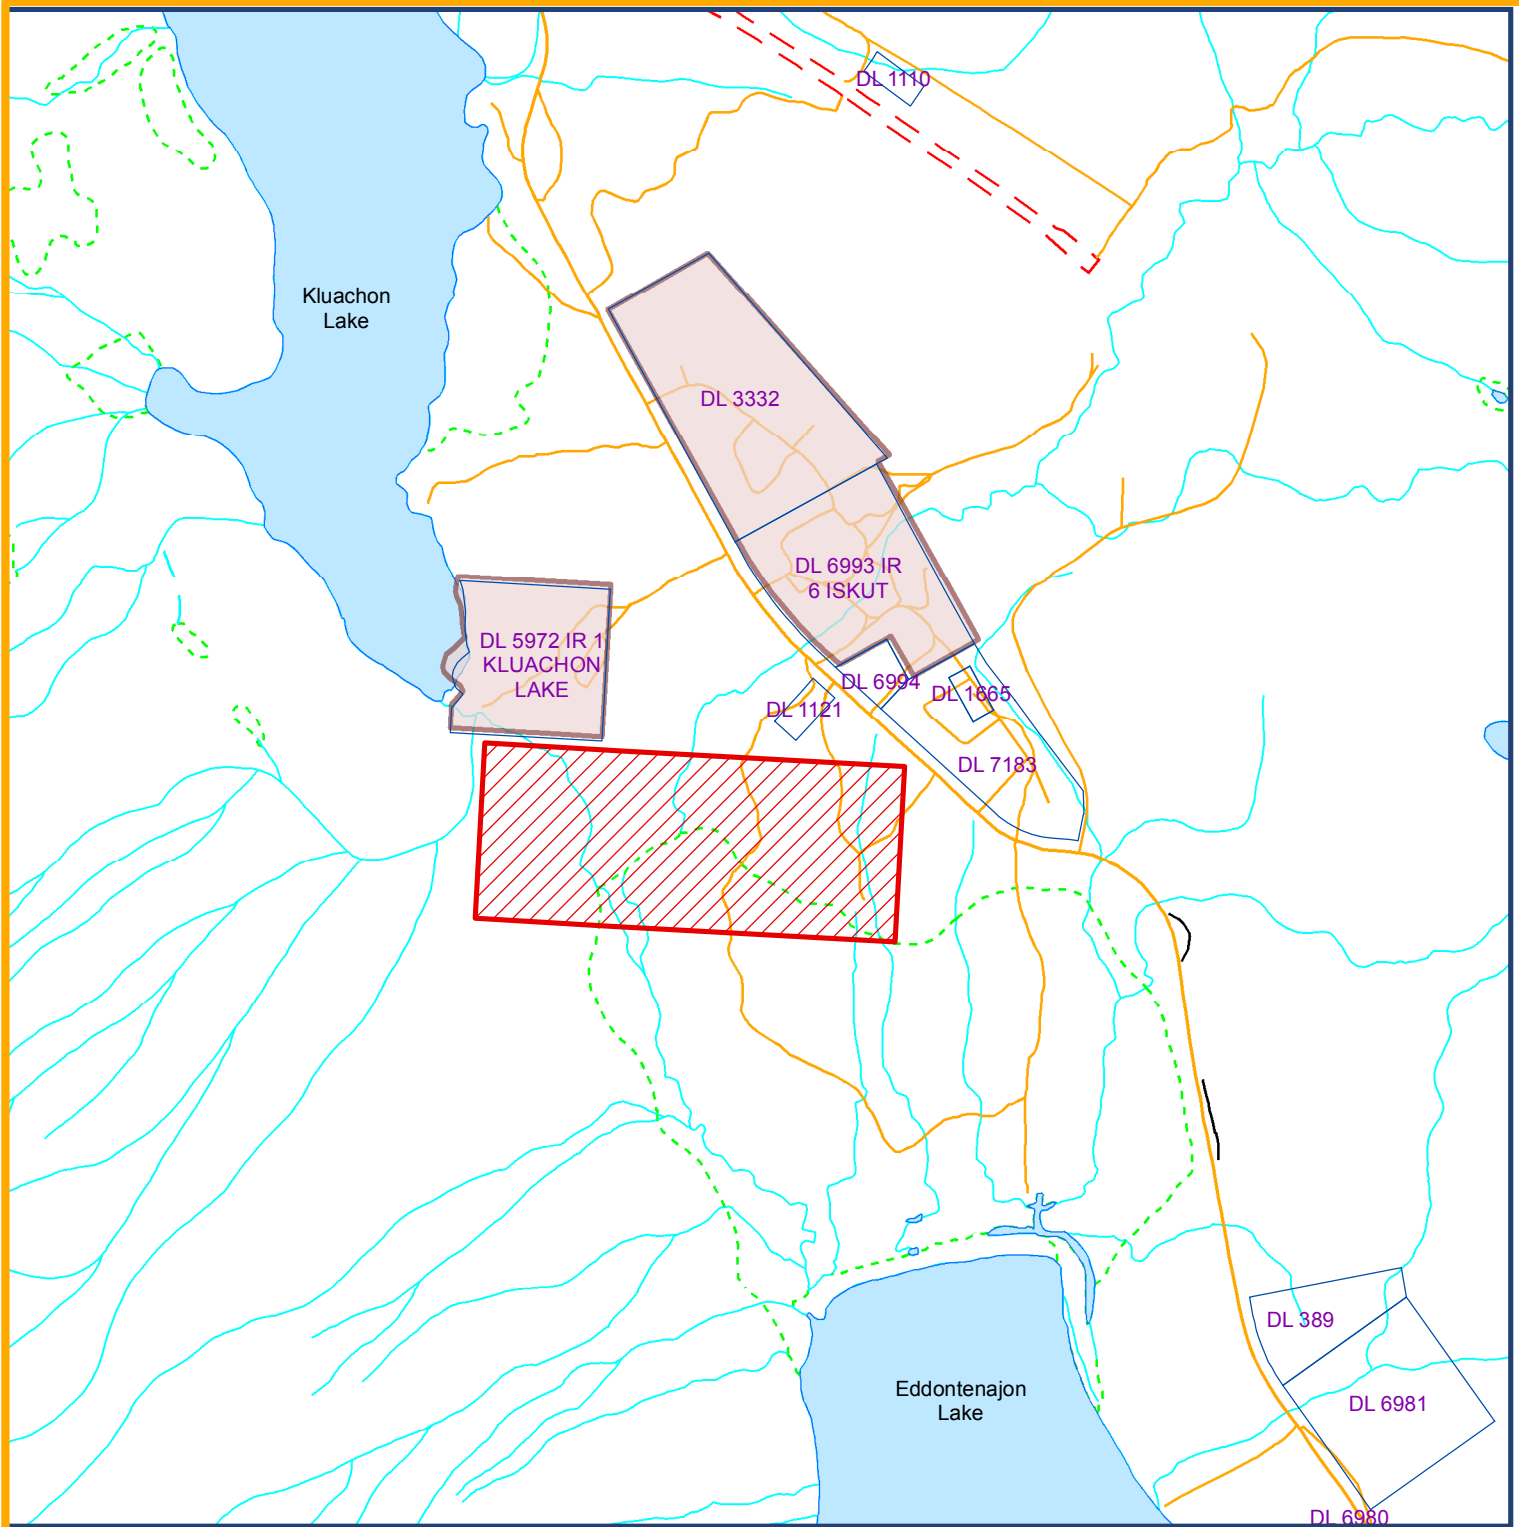 DL 1110
Kluachon
Lake
DL 3332
DL 6993 IR
6 ISKUT
DL 5972 IR 1
KLUACHON
LAKE
DL 6994
DL 1665
DL 1121
DL 7183
DL 389
Eddontenajon
Lake
DL 6981
DL 6980